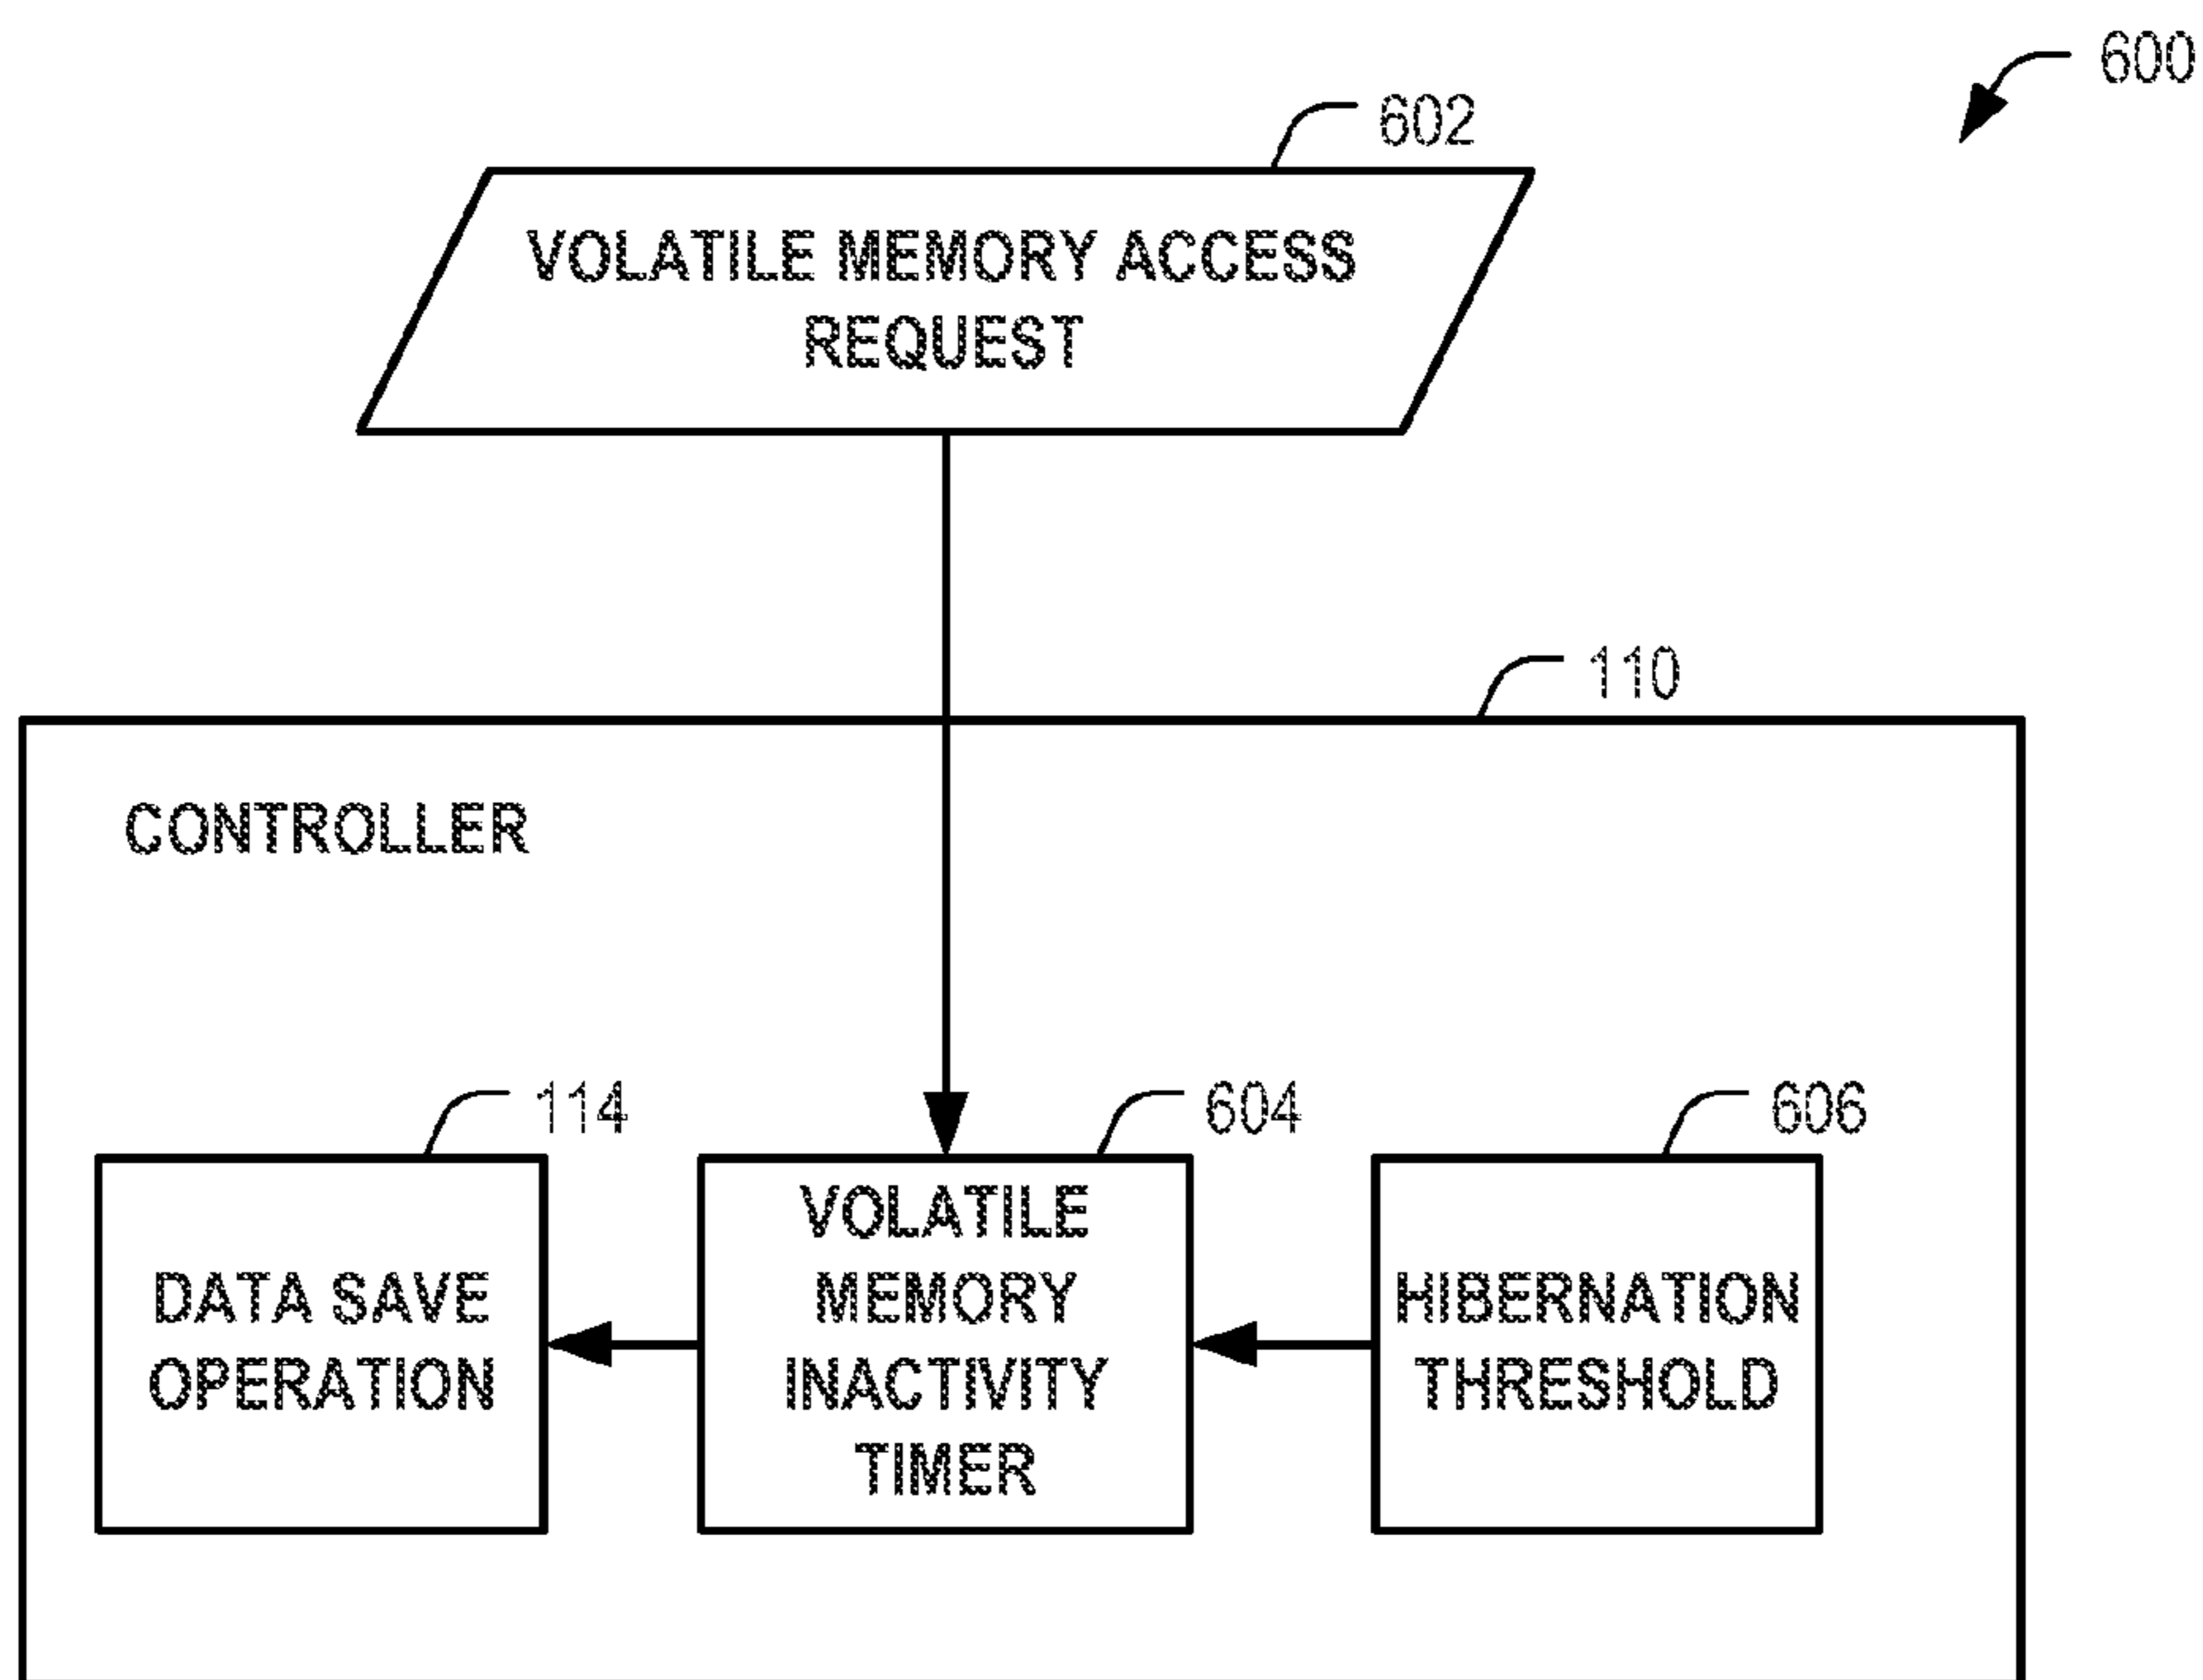 600
602
VOLATILE MEMORY ACCESS
REQUEST
110
CONTROLLER
114
604
606
DATA SAVE
OPERATION
VOLATILE
MEMORY
INACTIVITY
TIMER
HIBERNATION
THRESHOLD